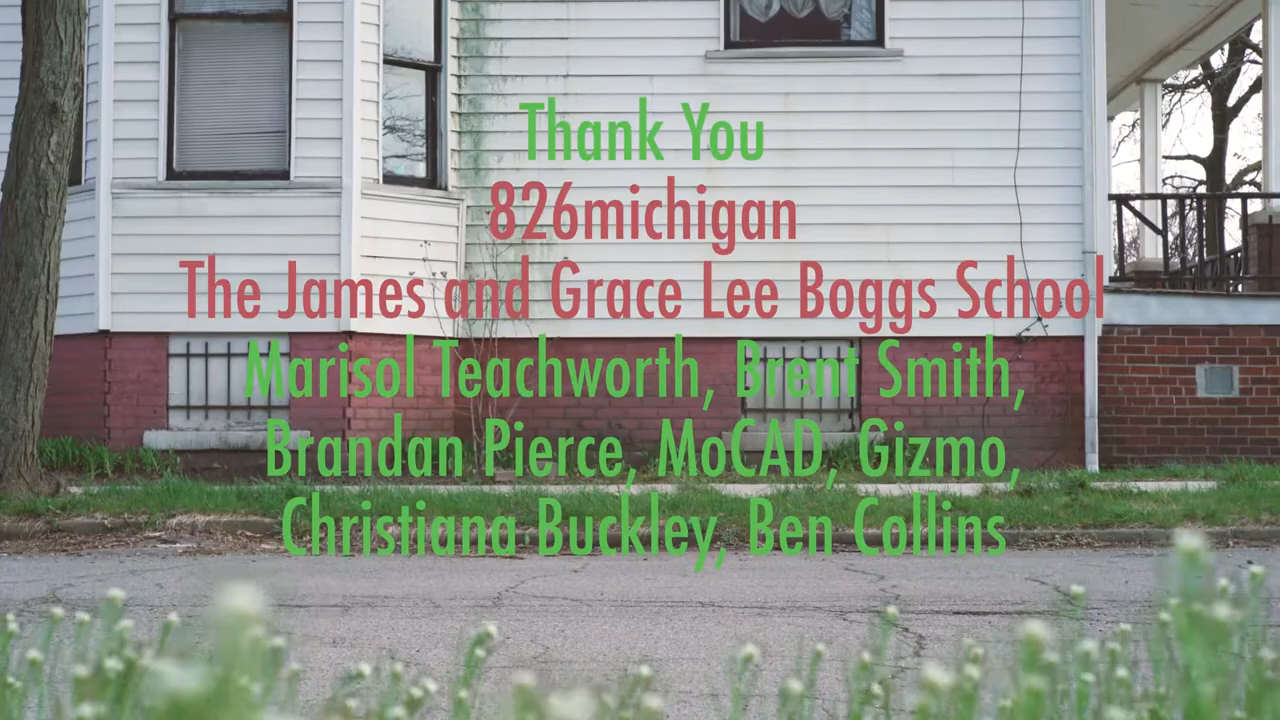 Thank You
826michigan
The James and Grace Lee Boggs School
Marisol Teachworth, Brent Smith,
Brandan Pierce, MoCAD, Gizmo,
Christiana Buckley, Ben Collins